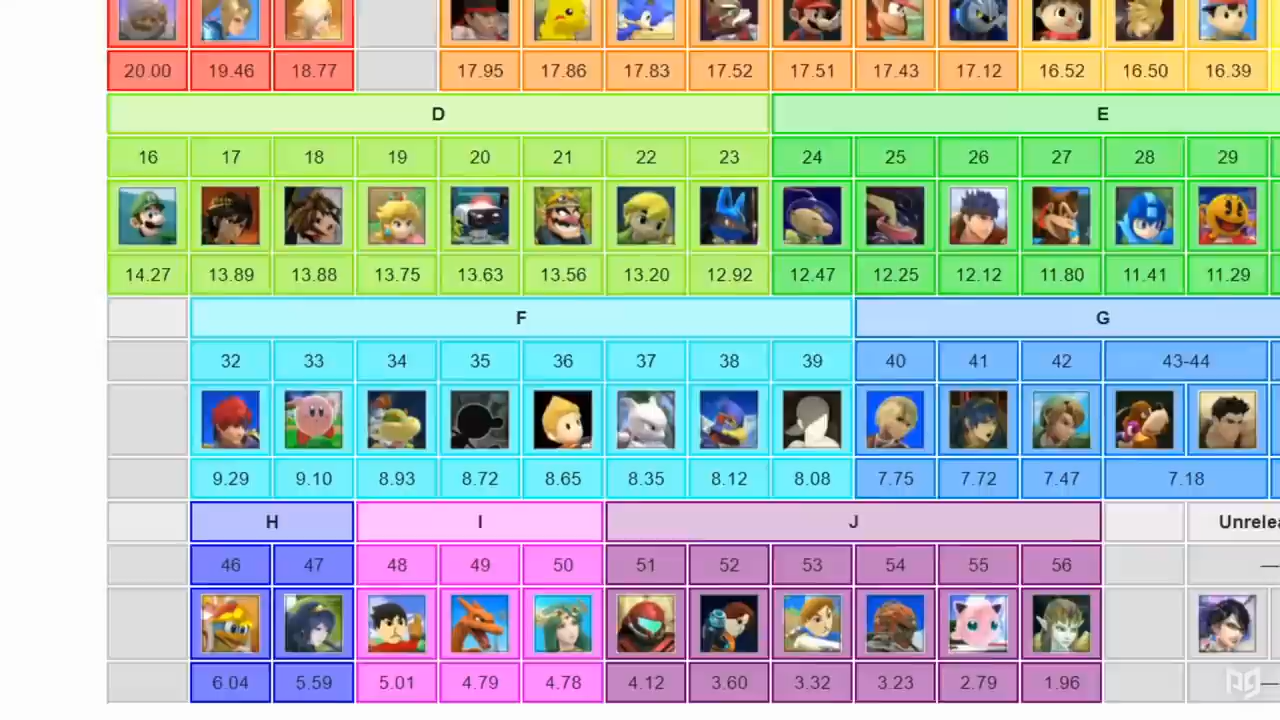 20.00 19.46 18.77 17.95 17.86 17.83 17.52 17.51 17.43 17.12 16.52 16.50 16.39
D E
16 17 18 19 20 21 22 23 24 25 26 27 28 29
14.27 13.89 13.88 13.75 13.63 13.56 13.20 12.92 12.47 12.25 12.12 11.80 11.41 11.29
F G
32 33 34 35 36 37 38 39 40 41 42 43-44
9.29 9.10 8.93 8.72 8.65 8.35 8.12 8.08 7.75 7.72 7.47 7.18
H I J Unrelea
46 47 48 49 50 51 52 53 54 55 56 —
6.04 5.59 5.01 4.79 4.78 4.12 3.60 3.32 3.23 2.79 1.96 —
pg